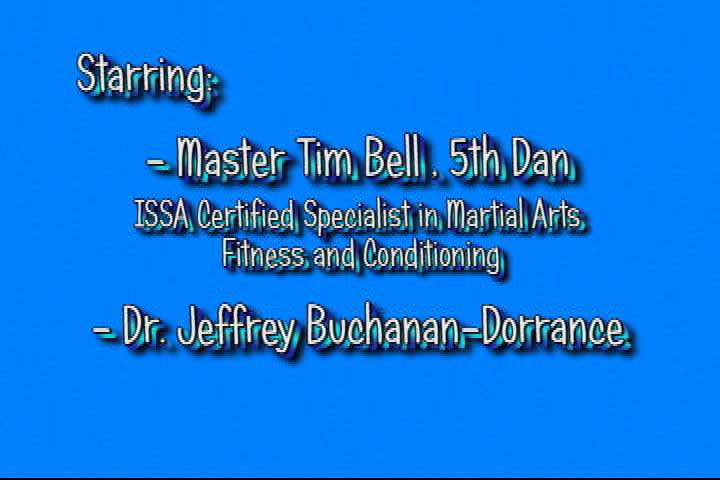 Starring:
- Master Tim Bell , 5th Dan
ISSA Certified Specialist in Martial Arts
Fitness and Conditioning
- Dr. Jeffrey Buchanan-Dorrance